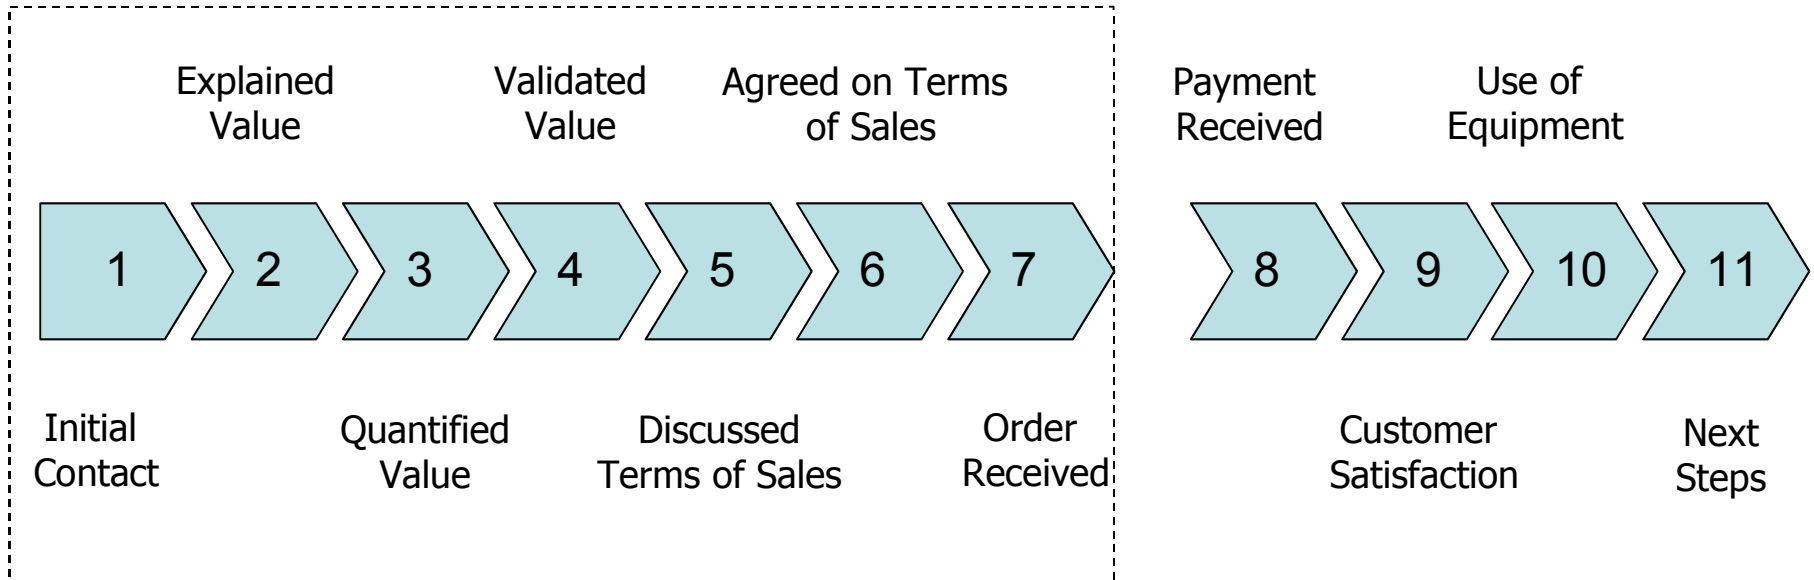 Explained
Value
Validated
Value
Agreed on Terms
of Sales
Payment
Received
Use of
Equipment
1
2
3
4
5
6
7
8
9
10
11
Initial
Contact
Quantified
Value
Discussed
Terms of Sales
Order
Received
Customer
Satisfaction
Next
Steps